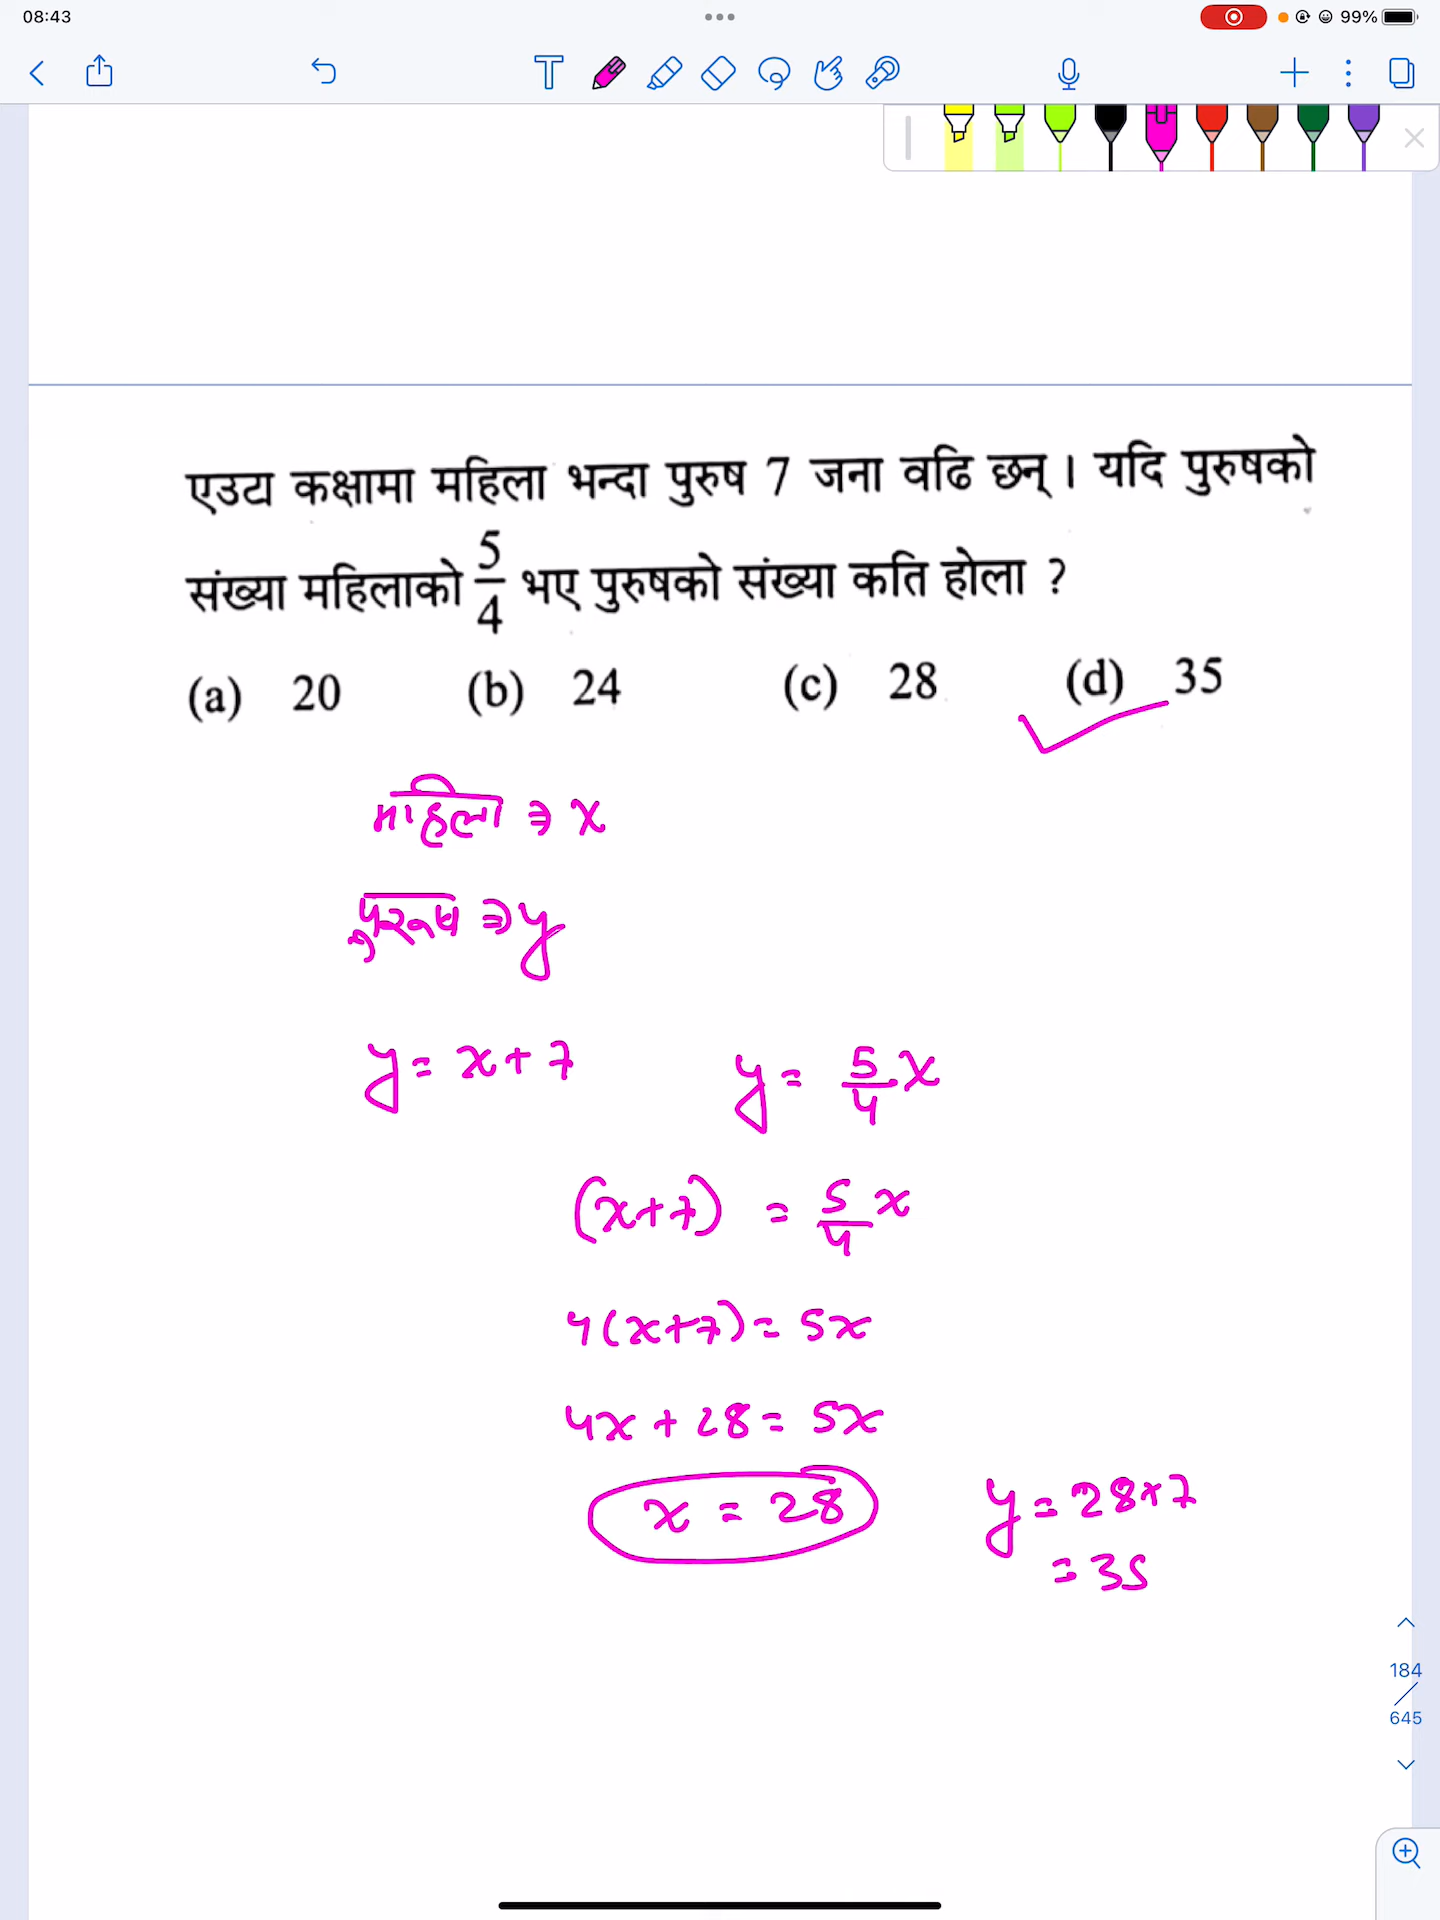 08:43
99%
एउटा कक्षामा महिला भन्दा पुरुष 7 जना वढि छन् । यदि पुरुषको
संख्या महिलाको 5/4 भए पुरुषको संख्या कति होला ?
(a) 20 (b) 24 (c) 28 (d) 35
महिला ⇒ x
पुरूष ⇒ y
y = x + 7 y = 5/4 x
(x+7) = 5/4 x
4(x+7) = 5x
4x + 28 = 5x
x = 28 y = 28+7
= 35
184
645